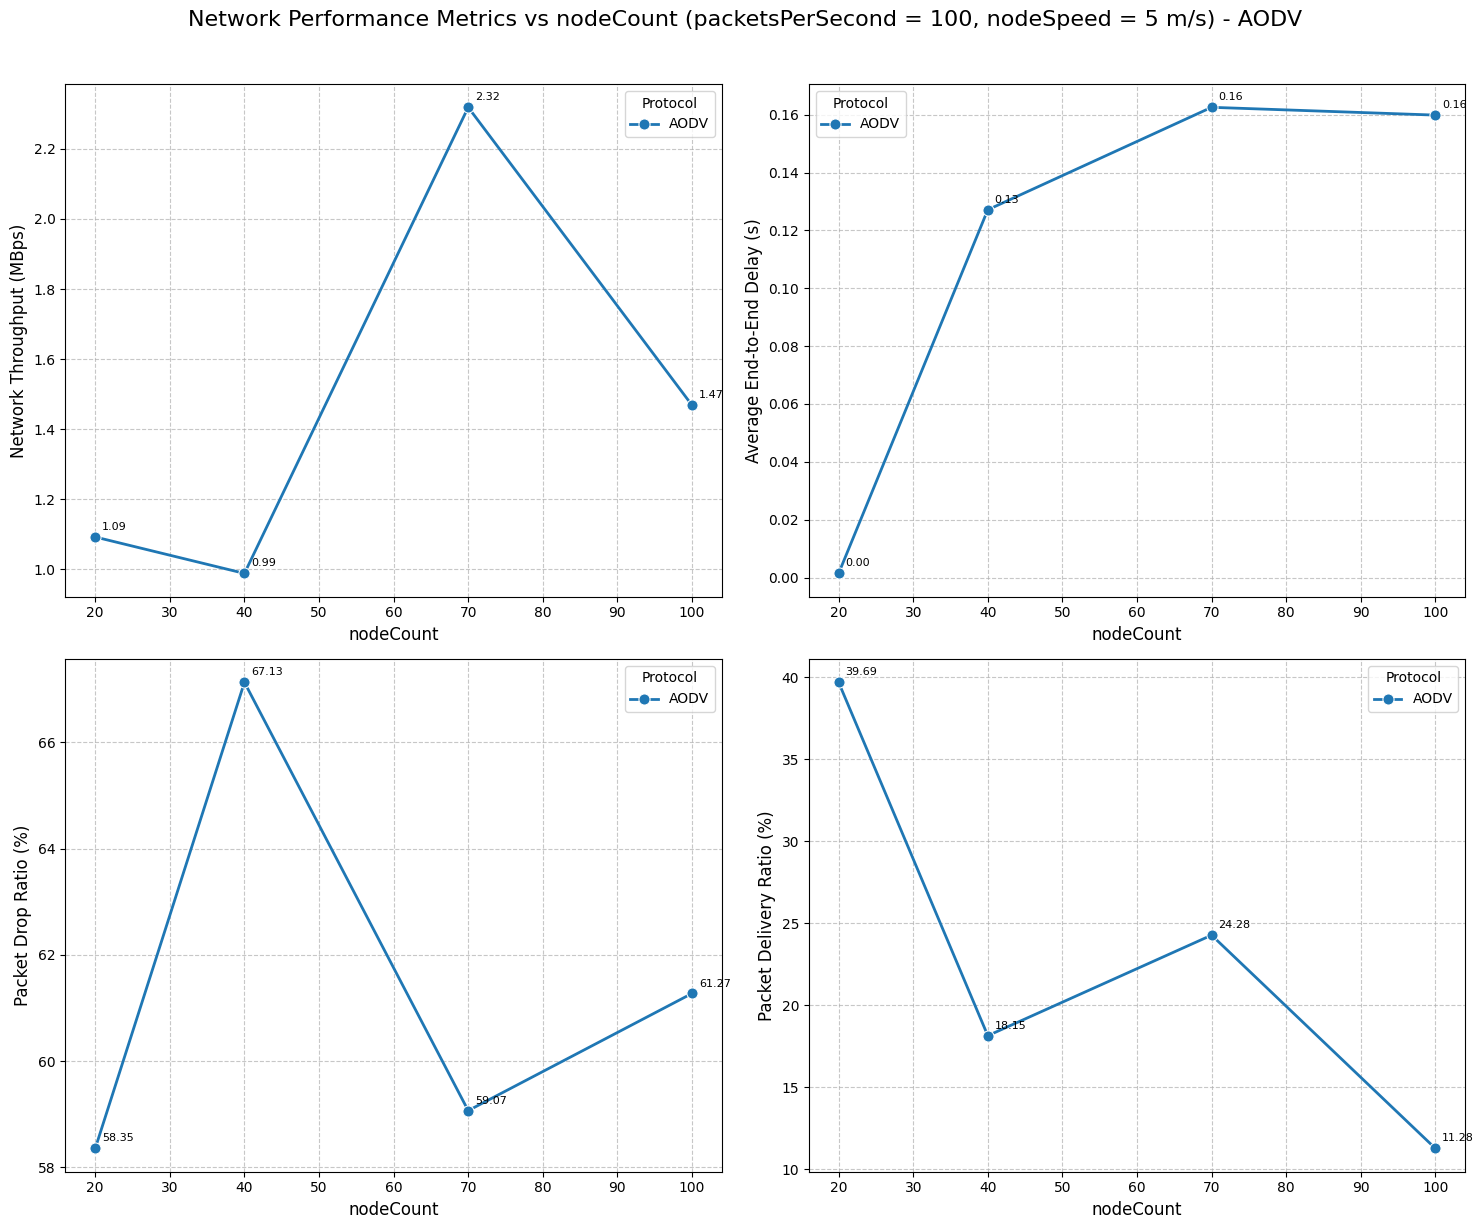 Network Performance Metrics vs nodeCount (packetsPerSecond = 100, nodeSpeed = 5 m/s) - AODV
Network Throughput (MBps)
2.2
2.0
1.8
1.6
1.4
1.2
1.0
1.09
0.99
2.32
1.47
Protocol
AODV
20 30 40 50 60 70 80 90 100
nodeCount
Average End-to-End Delay (s)
0.16
0.14
0.12
0.10
0.08
0.06
0.04
0.02
0.00
0.00
0.13
0.16
0.16
Protocol
AODV
20 30 40 50 60 70 80 90 100
nodeCount
Packet Drop Ratio (%)
66
64
62
60
58
58.35
67.13
59.07
61.27
Protocol
AODV
20 30 40 50 60 70 80 90 100
nodeCount
Packet Delivery Ratio (%)
40
35
30
25
20
15
10
39.69
18.15
24.28
11.28
Protocol
AODV
20 30 40 50 60 70 80 90 100
nodeCount